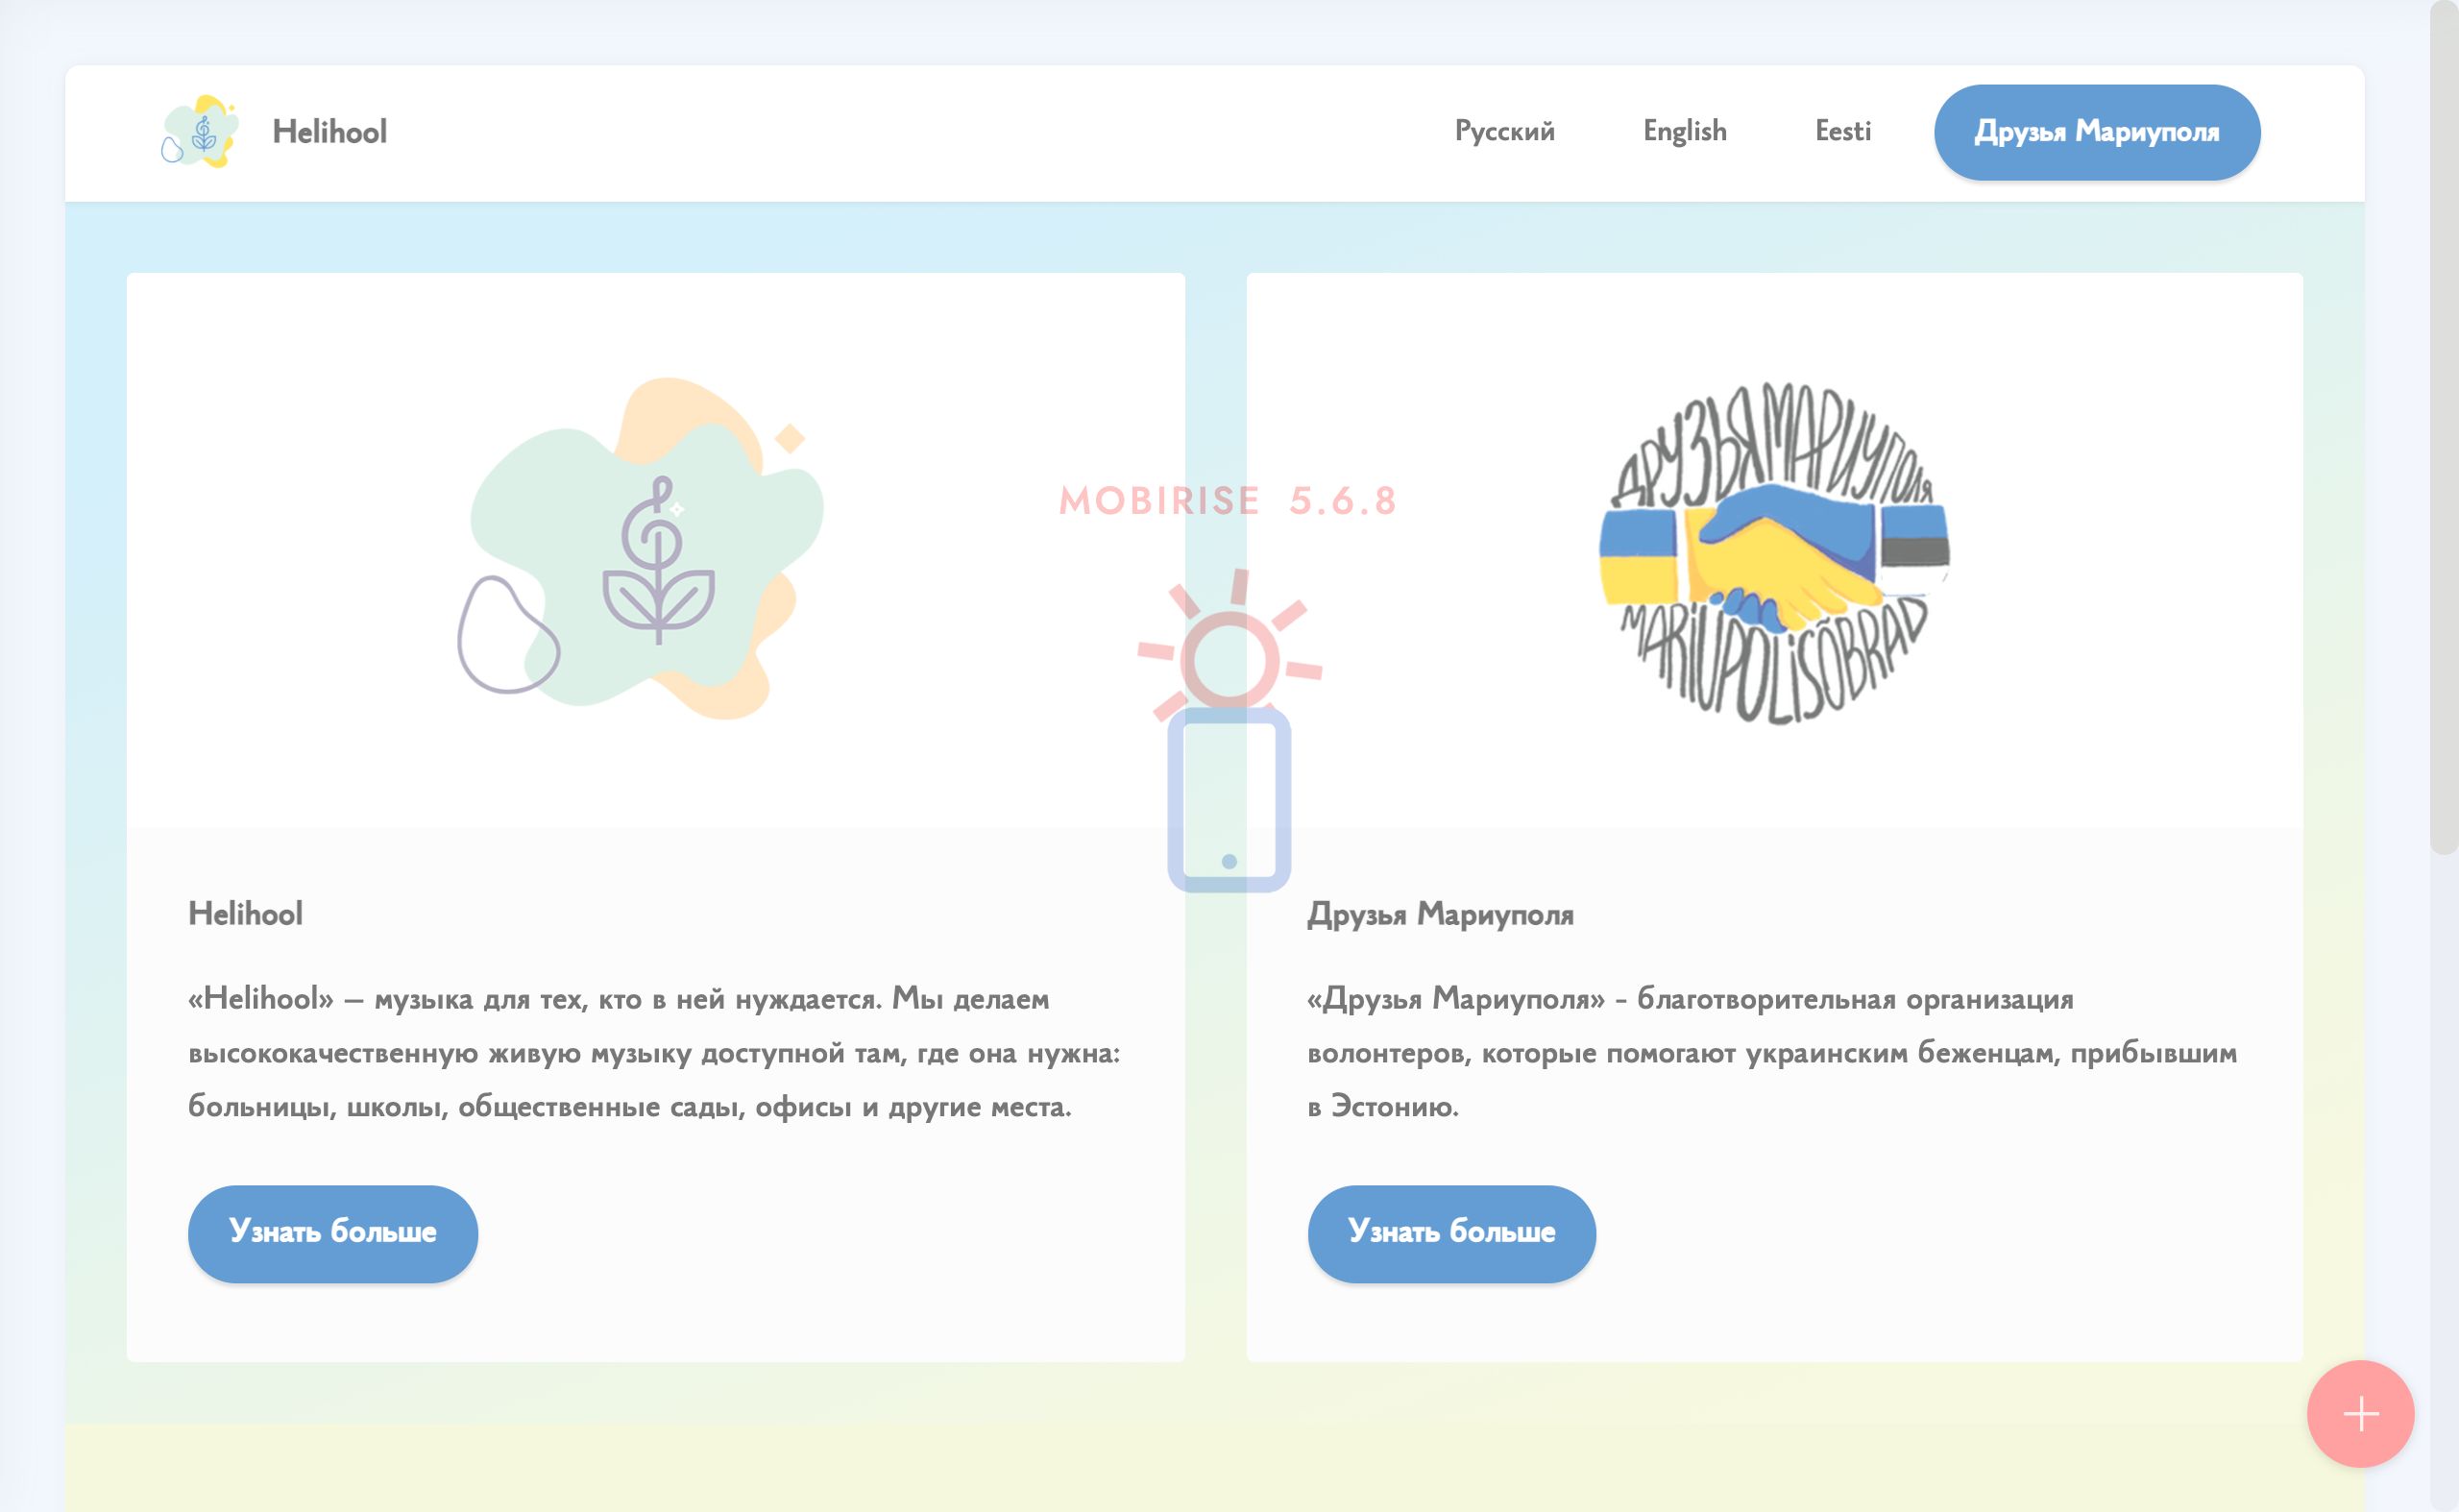 Helihool
Русский
English
Eesti
Друзья Мариуполя
MOBIRISE 5.6.8
ДРУЗЬЯ МАРИУПОЛЯ
MARIUPOLI SÕBRAD
Helihool
«Helihool» — музыка для тех, кто в ней нуждается. Мы делаем
высококачественную живую музыку доступной там, где она нужна:
больницы, школы, общественные сады, офисы и другие места.
Узнать больше
Друзья Мариуполя
«Друзья Мариуполя» - благотворительная организация
волонтеров, которые помогают украинским беженцам, прибывшим
в Эстонию.
Узнать больше